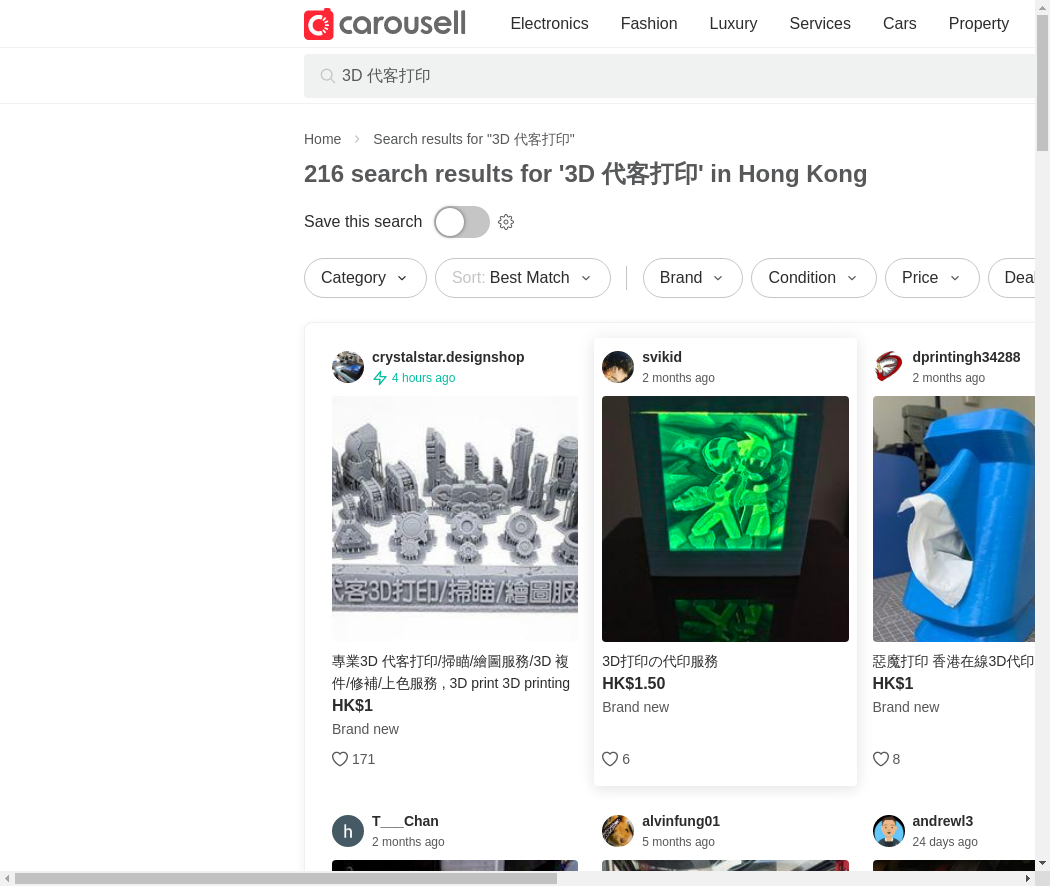 carousell
Electronics Fashion Luxury Services Cars Property
3D 代客打印
Home > Search results for "3D 代客打印"
216 search results for '3D 代客打印' in Hong Kong
Save this search
Category
Sort: Best Match
Brand
Condition
Price
crystalstar.designshop
4 hours ago
代客3D打印/掃瞄/繪圖服
專業3D 代客打印/掃瞄/繪圖服務/3D 複
件/修補/上色服務 , 3D print 3D printing
HK$1
Brand new
171
svikid
2 months ago
3D打印の代印服務
HK$1.50
Brand new
6
dprintingh34288
2 months ago
惡魔打印 香港在線3D代印
HK$1
Brand new
8
h
T___Chan
2 months ago
alvinfung01
5 months ago
andrewl3
24 days ago